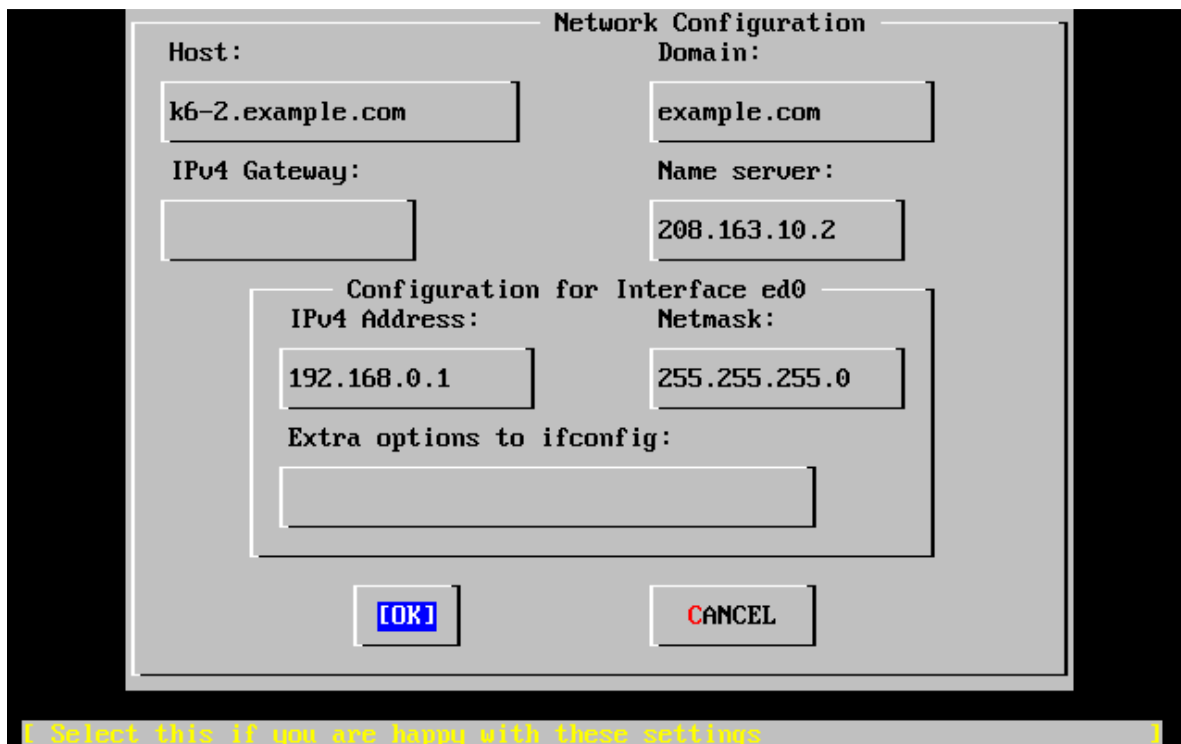 Network Configuration
Host: Domain:
k6-2.example.com example.com
IPv4 Gateway: Name server:
208.163.10.2
Configuration for Interface ed0
IPv4 Address: Netmask:
192.168.0.1 255.255.255.0
Extra options to ifconfig:
[OK] CANCEL
[ Select this if you are happy with these settings ]